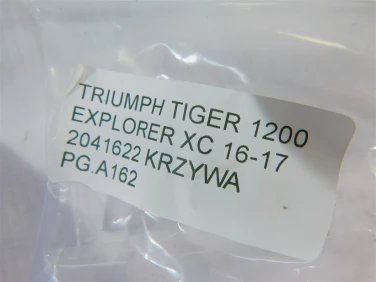 TRIUMPH TIGER 1200
EXPLORER XC 16-17
2041622 KRZYWA
PG.A162